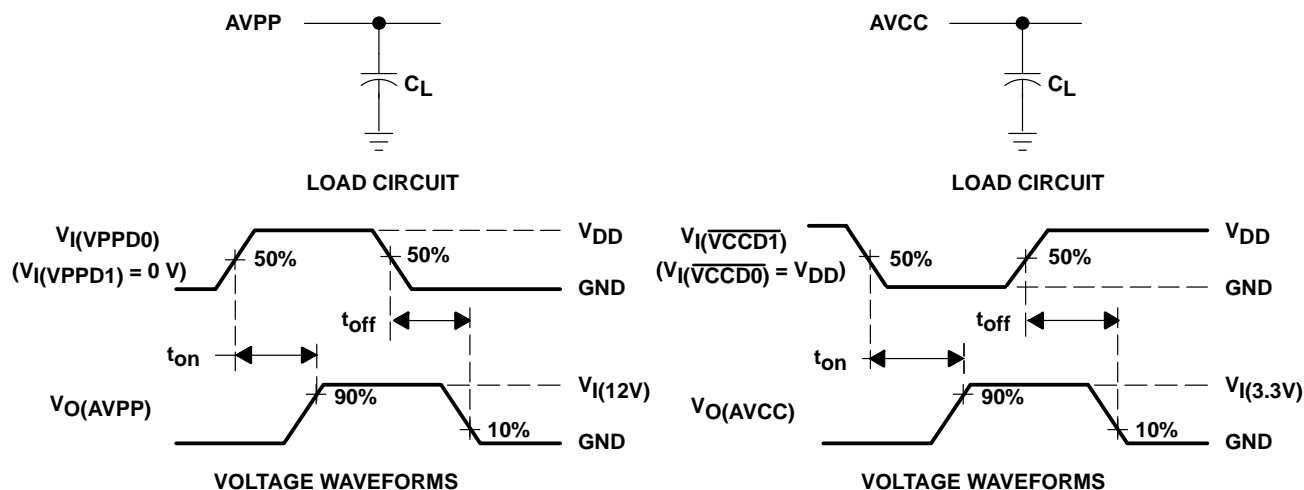 AVPP
CL
LOAD CIRCUIT
VI(VPPD0)
(VI(VPPD1) = 0 V)
50%
50%
VDD
GND
toff
ton
VO(AVPP)
90%
10%
VI(12V)
GND
VOLTAGE WAVEFORMS
AVCC
CL
LOAD CIRCUIT
VI(V̅C̅C̅D̅1̅)
(VI(V̅C̅C̅D̅0̅) = VDD)
50%
50%
VDD
GND
toff
ton
VO(AVCC)
90%
10%
VI(3.3V)
GND
VOLTAGE WAVEFORMS